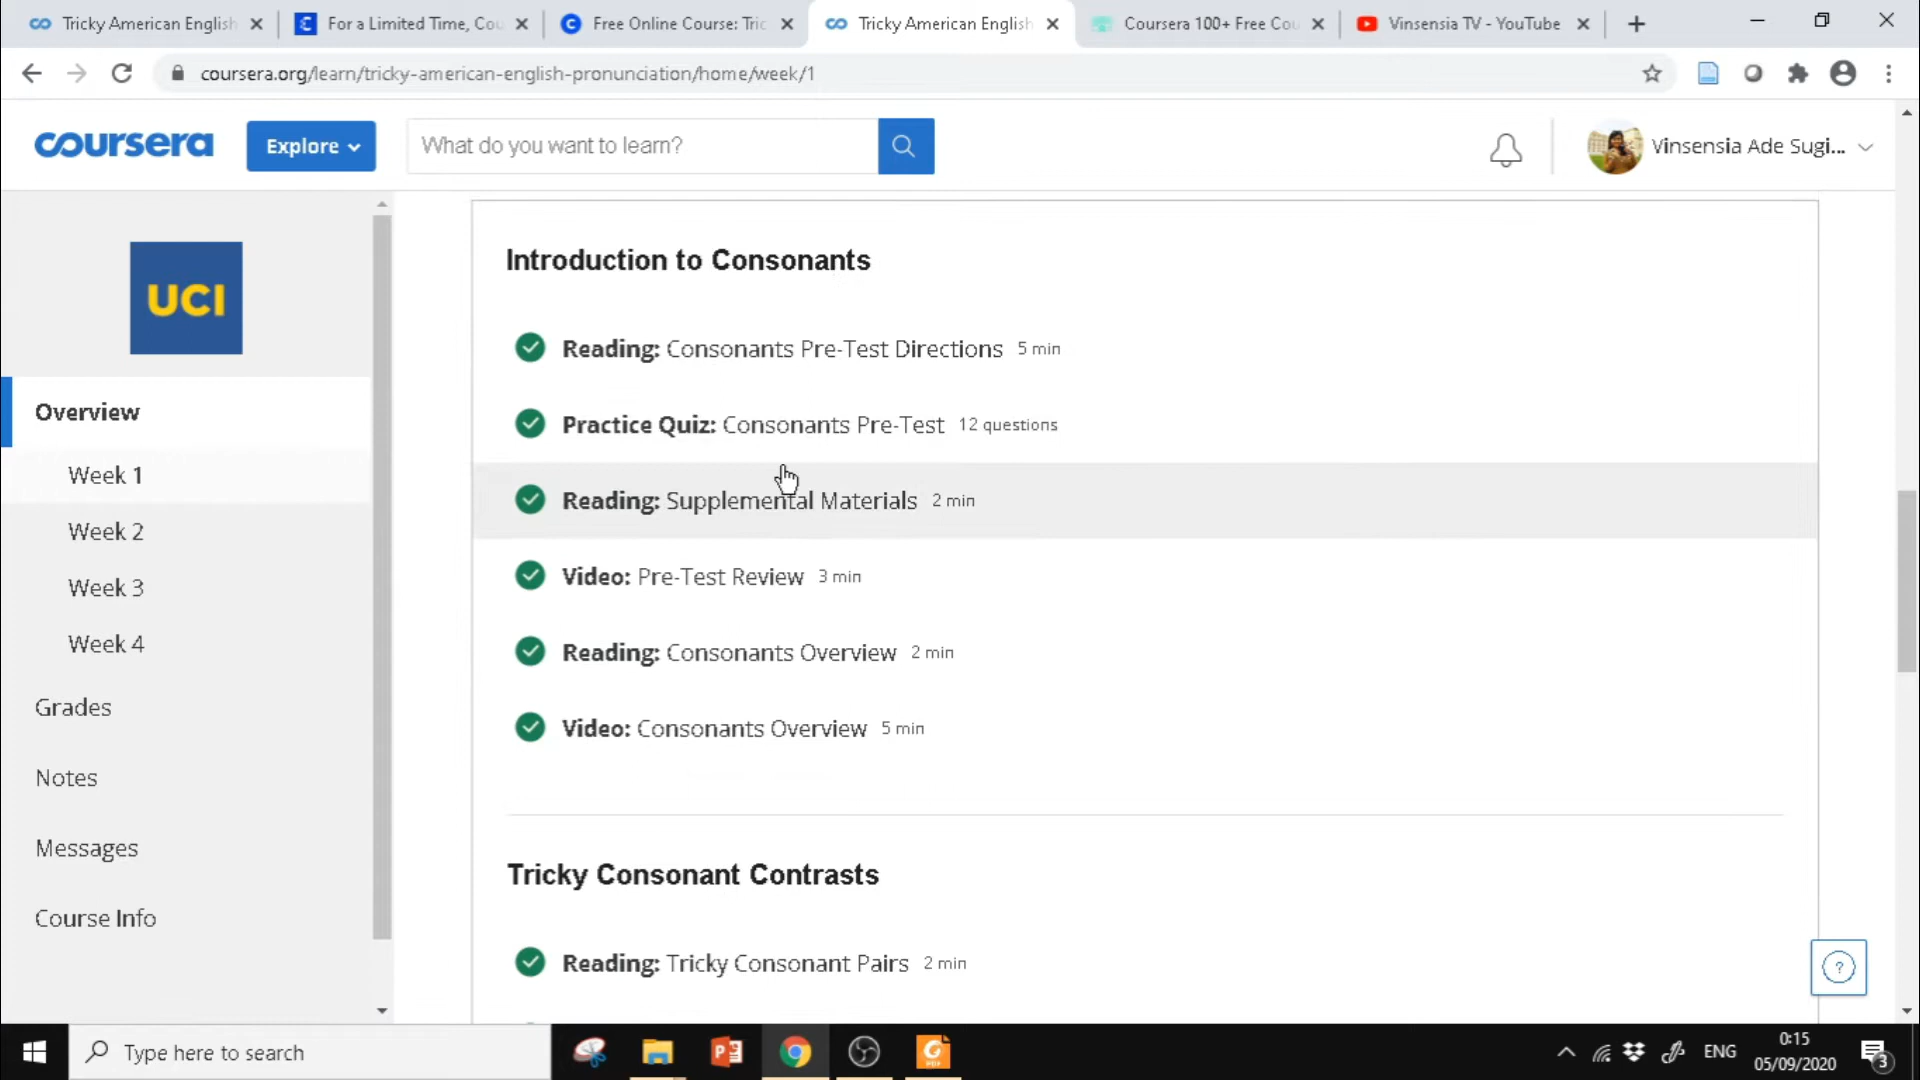 Tricky American English
For a Limited Time, Cou
Free Online Course: Tric
Tricky American English
Coursera 100+ Free Cou
Vinsensia TV - YouTube
coursera.org/learn/tricky-american-english-pronunciation/home/week/1
coursera
Explore
What do you want to learn?
Vinsensia Ade Sugi...
UCI
Overview
Week 1
Week 2
Week 3
Week 4
Grades
Notes
Messages
Course Info
Introduction to Consonants
Reading: Consonants Pre-Test Directions 5 min
Practice Quiz: Consonants Pre-Test 12 questions
Reading: Supplemental Materials 2 min
Video: Pre-Test Review 3 min
Reading: Consonants Overview 2 min
Video: Consonants Overview 5 min
Tricky Consonant Contrasts
Reading: Tricky Consonant Pairs 2 min
?
Type here to search
ENG
0:15
05/09/2020
3